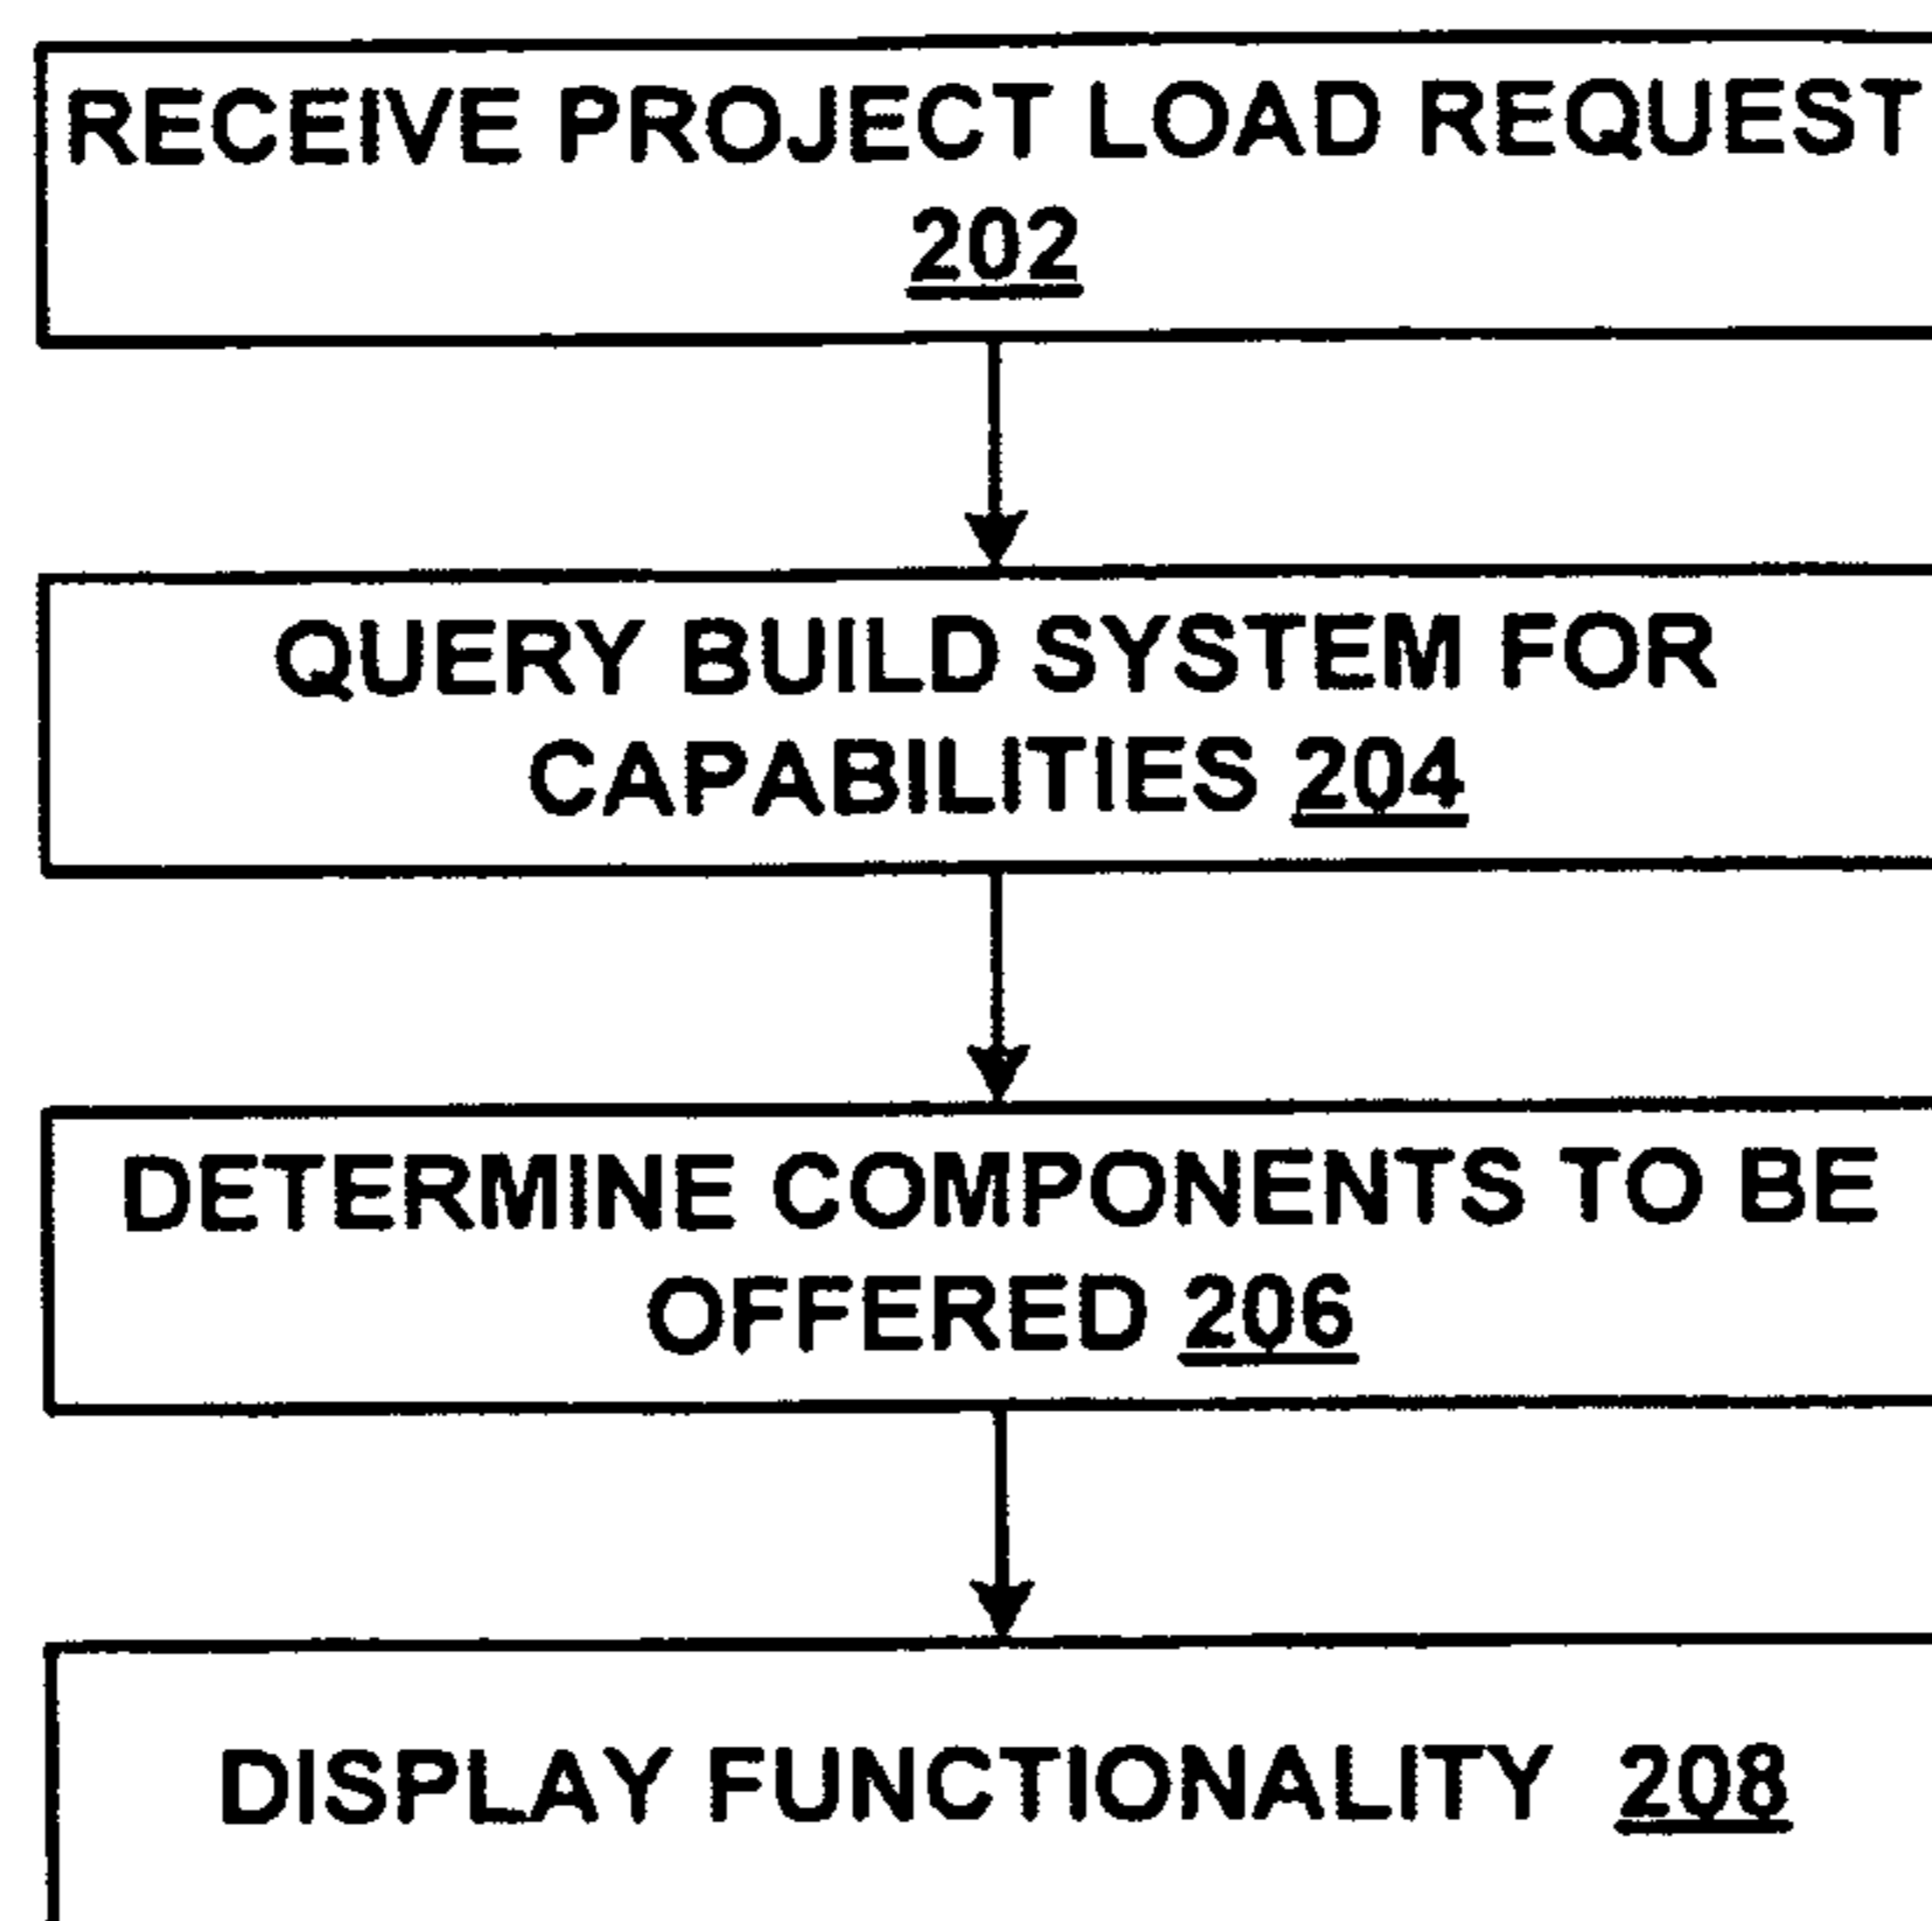 RECEIVE PROJECT LOAD REQUEST
202
QUERY BUILD SYSTEM FOR
CAPABILITIES 204
DETERMINE COMPONENTS TO BE
OFFERED 206
DISPLAY FUNCTIONALITY 208